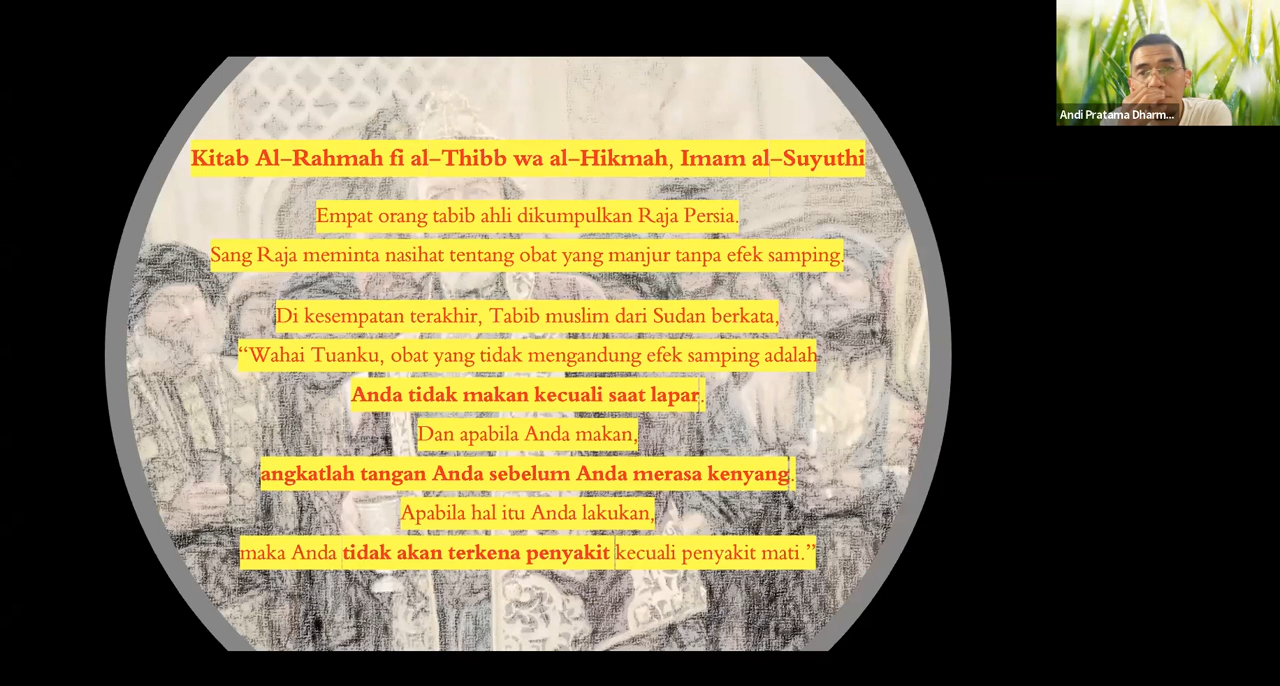 Kitab Al-Rahmah fi al-Thibb wa al-Hikmah, Imam al-Suyuthi
Empat orang tabib ahli dikumpulkan Raja Persia.
Sang Raja meminta nasihat tentang obat yang manjur tanpa efek samping.
Di kesempatan terakhir, Tabib muslim dari Sudan berkata,
“Wahai Tuanku, obat yang tidak mengandung efek samping adalah
Anda tidak makan kecuali saat lapar.
Dan apabila Anda makan,
angkatlah tangan Anda sebelum Anda merasa kenyang.
Apabila hal itu Anda lakukan,
maka Anda tidak akan terkena penyakit kecuali penyakit mati.”
Andi Pratama Dharm...